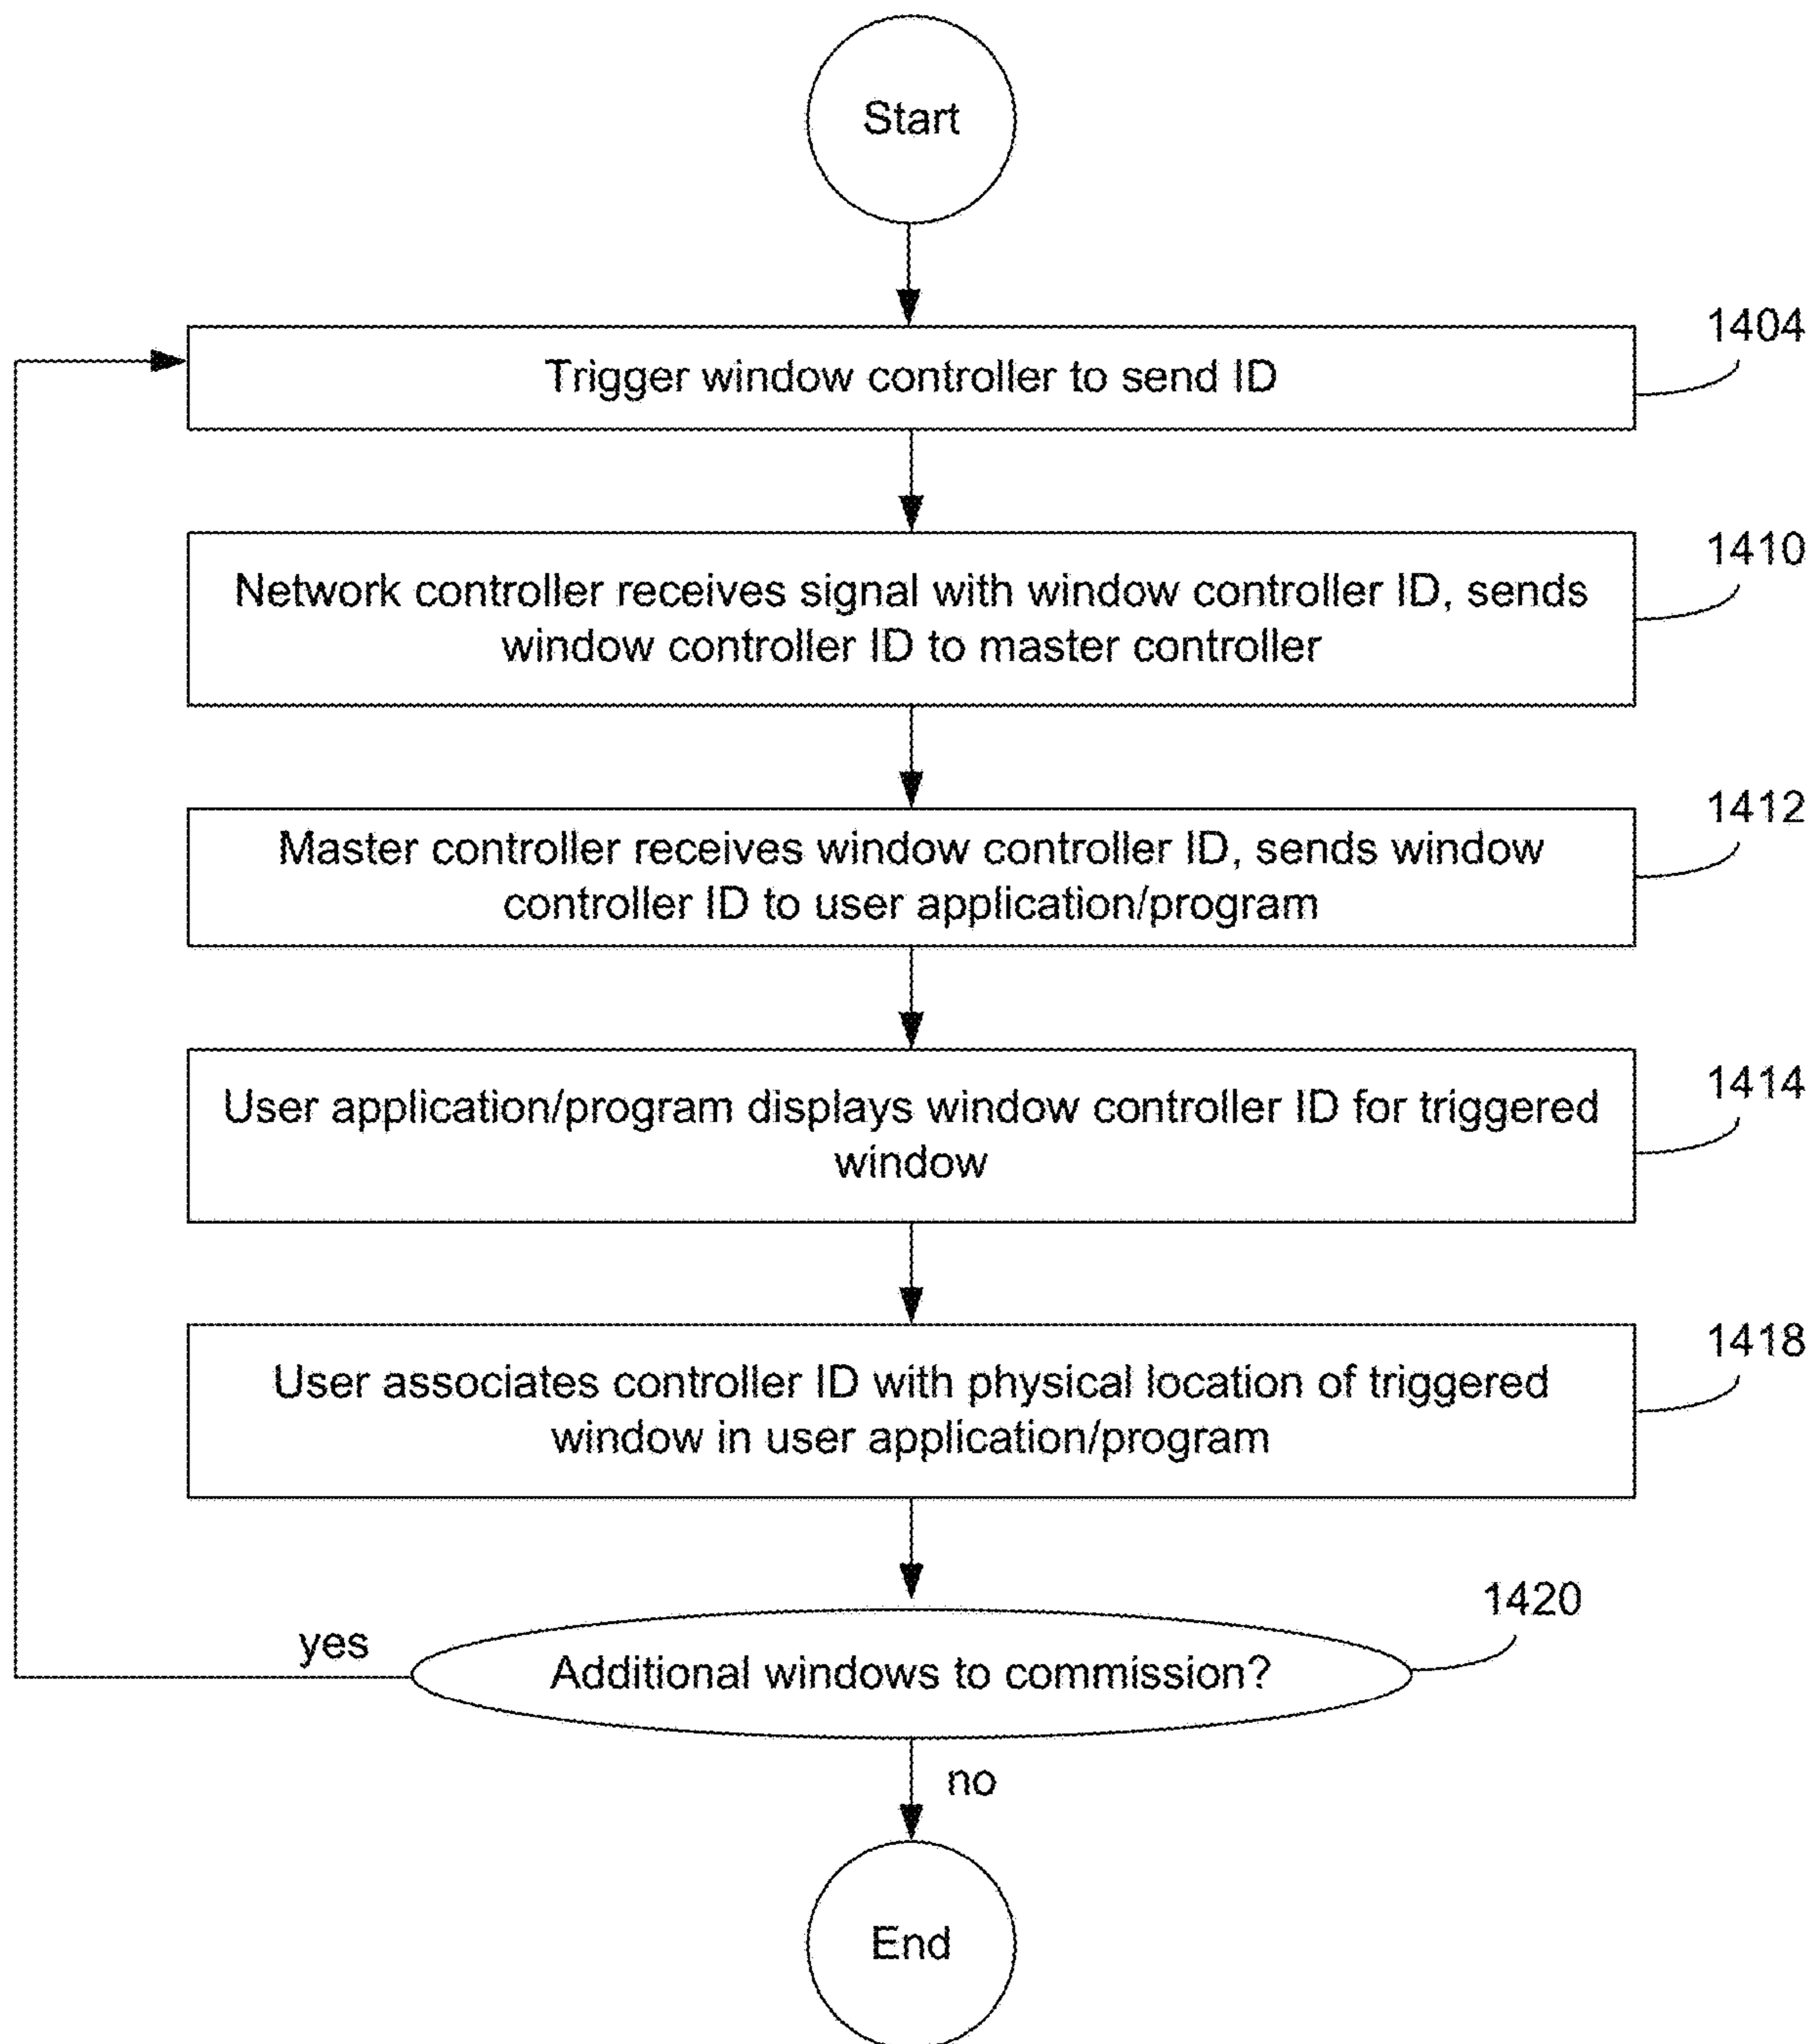 Start
1404
Trigger window controller to send ID
1410
Network controller receives signal with window controller ID, sends
window controller ID to master controller
1412
Master controller receives window controller ID, sends window
controller ID to user application/program
1414
User application/program displays window controller ID for triggered
window
1418
User associates controller ID with physical location of triggered
window in user application/program
1420
yes
Additional windows to commission?
no
End